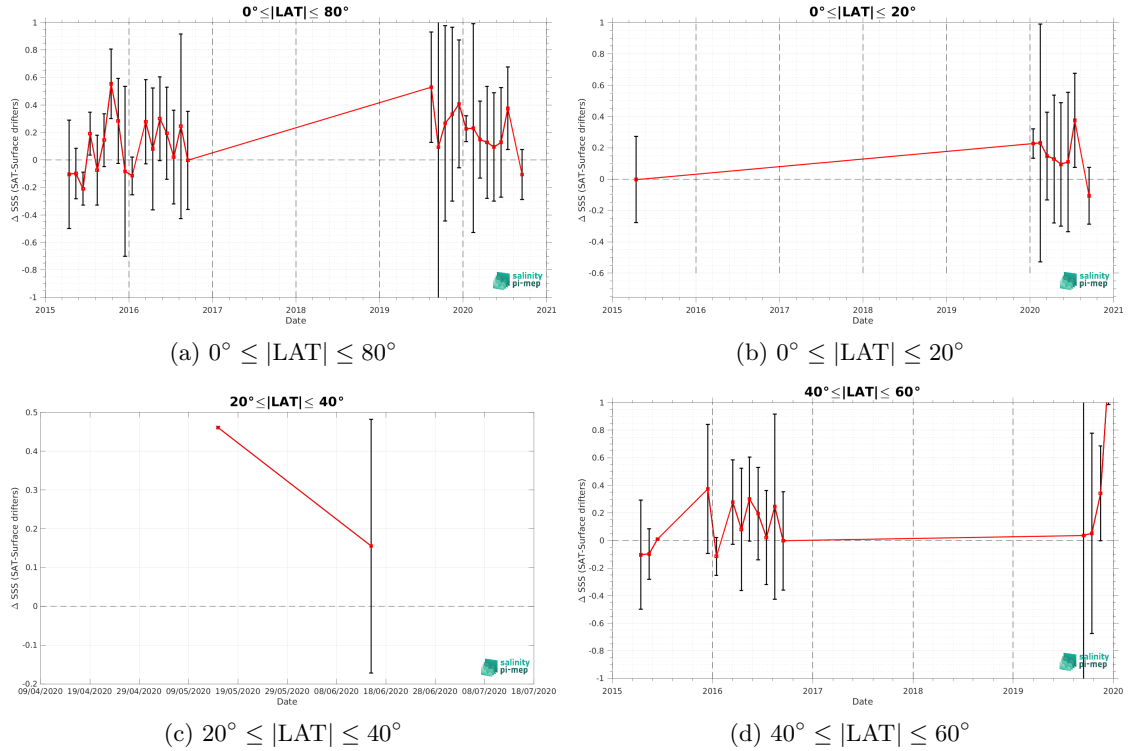 0°≤|LAT|≤ 80°
Δ SSS (SAT-Surface drifters)
1
0.8
0.6
0.4
0.2
0
-0.2
-0.4
-0.6
-0.8
-1
2015 2016 2017 2018 2019 2020 2021
Date
salinity
pi-mep
(a) 0° ≤ |LAT| ≤ 80°
0°≤|LAT|≤ 20°
Δ SSS (SAT-Surface drifters)
1
0.8
0.6
0.4
0.2
0
-0.2
-0.4
-0.6
2015 2016 2017 2018 2019 2020 2021
Date
salinity
pi-mep
(b) 0° ≤ |LAT| ≤ 20°
20°≤|LAT|≤ 40°
Δ SSS (SAT-Surface drifters)
0.5
0.4
0.3
0.2
0.1
0
-0.1
-0.2
09/04/2020 19/04/2020 29/04/2020 09/05/2020 19/05/2020 29/05/2020 08/06/2020 18/06/2020 28/06/2020 08/07/2020 18/07/2020
Date
salinity
pi-mep
(c) 20° ≤ |LAT| ≤ 40°
40°≤|LAT|≤ 60°
Δ SSS (SAT-Surface drifters)
1
0.8
0.6
0.4
0.2
0
-0.2
-0.4
-0.6
-0.8
-1
2015 2016 2017 2018 2019 2020
Date
salinity
pi-mep
(d) 40° ≤ |LAT| ≤ 60°